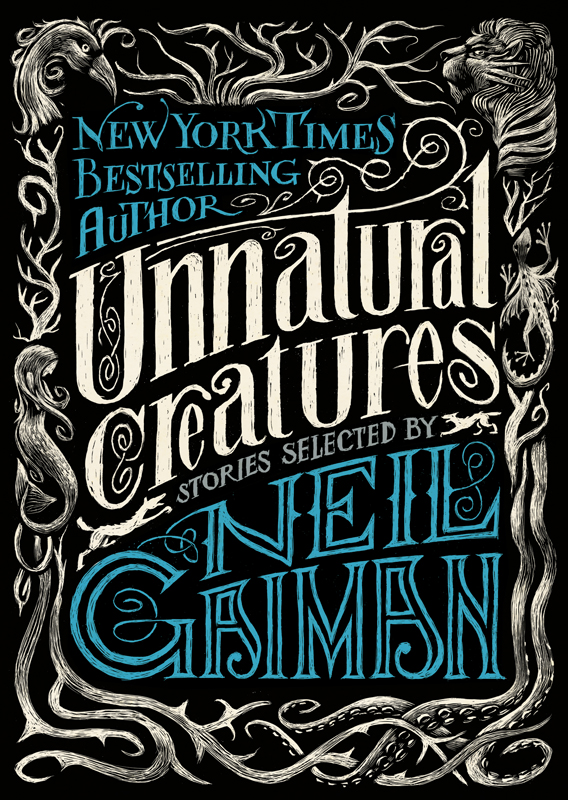 New York Times
Bestselling
Author
Unnatural
Creatures
STORIES SELECTED BY
NEIL
GAIMAN